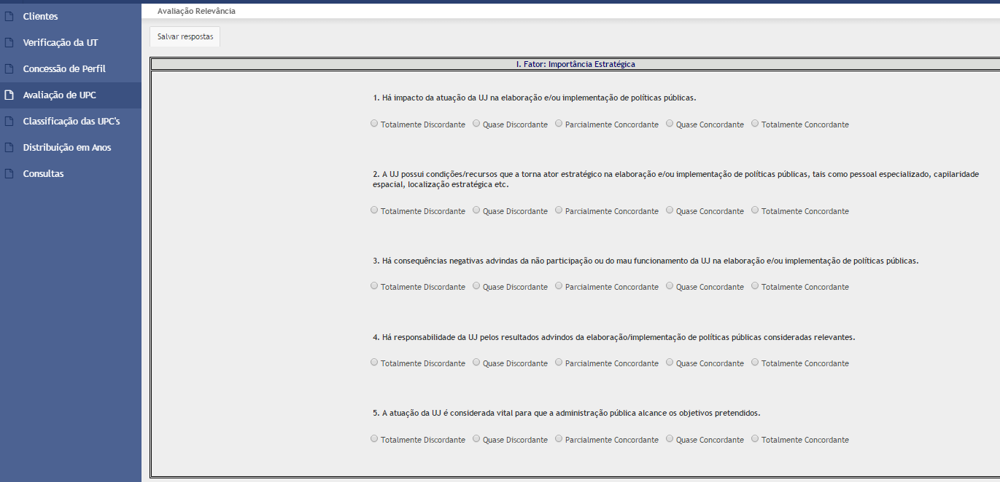 Clientes
Verificação da UT
Concessão de Perfil
Avaliação de UPC
Classificação das UPC's
Distribuição em Anos
Consultas
Avaliação Relevância
Salvar respostas
I. Fator: Importância Estratégica
1. Há impacto da atuação da UJ na elaboração e/ou implementação de políticas públicas.
Totalmente Discordante Quase Discordante Parcialmente Concordante Quase Concordante Totalmente Concordante
2. A UJ possui condições/recursos que a torna ator estratégico na elaboração e/ou implementação de políticas públicas, tais como pessoal especializado, capilaridade
espacial, localização estratégica etc.
Totalmente Discordante Quase Discordante Parcialmente Concordante Quase Concordante Totalmente Concordante
3. Há consequências negativas advindas da não participação ou do mau funcionamento da UJ na elaboração e/ou implementação de políticas públicas.
Totalmente Discordante Quase Discordante Parcialmente Concordante Quase Concordante Totalmente Concordante
4. Há responsabilidade da UJ pelos resultados advindos da elaboração/implementação de políticas públicas consideradas relevantes.
Totalmente Discordante Quase Discordante Parcialmente Concordante Quase Concordante Totalmente Concordante
5. A atuação da UJ é considerada vital para que a administração pública alcance os objetivos pretendidos.
Totalmente Discordante Quase Discordante Parcialmente Concordante Quase Concordante Totalmente Concordante